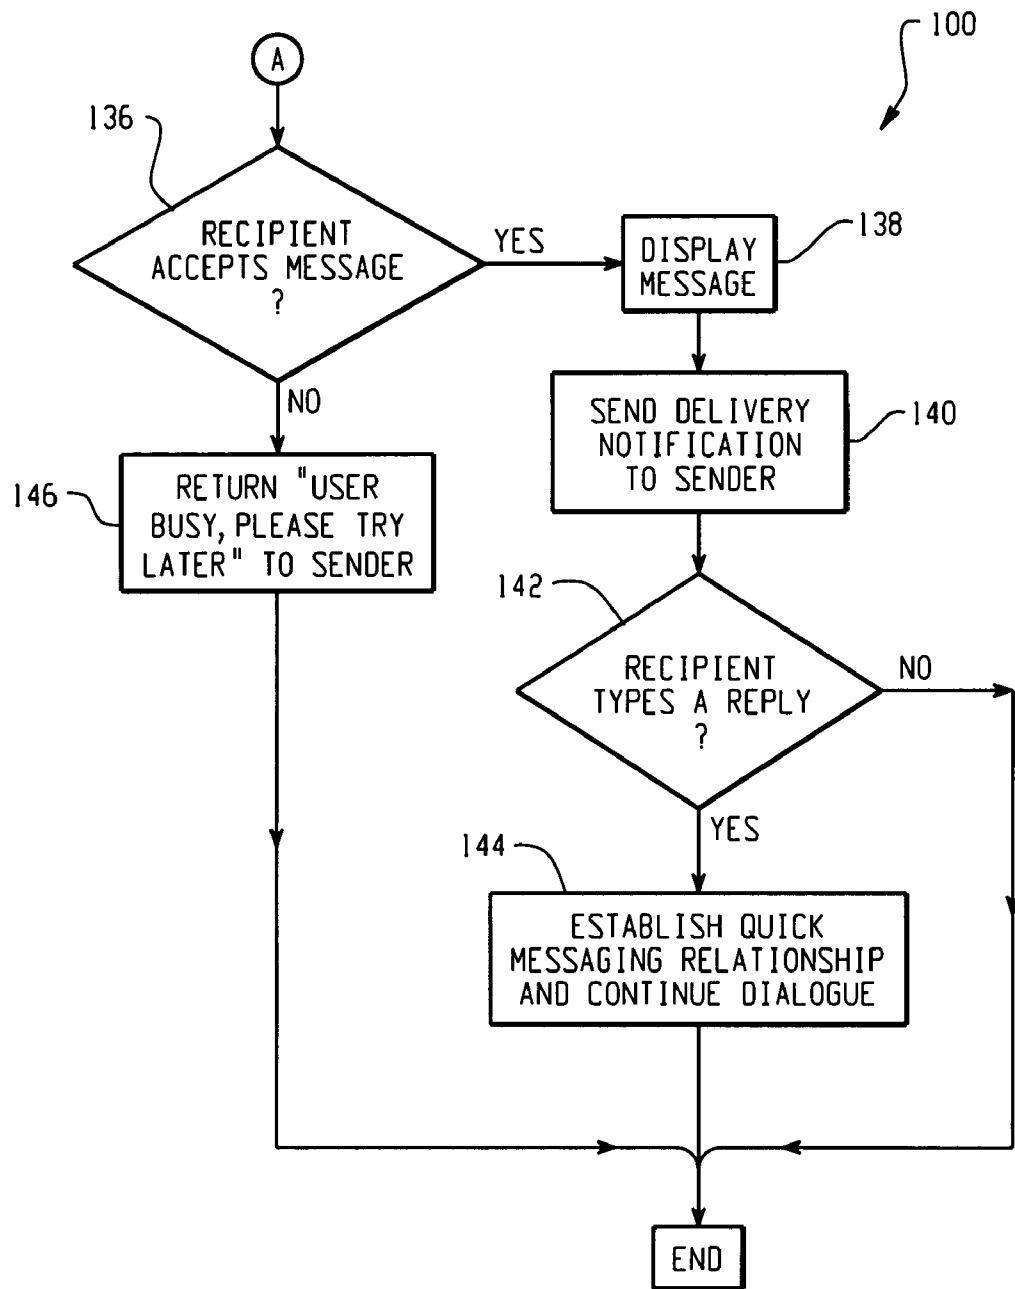 100
A
136
RECIPIENT
ACCEPTS MESSAGE
?
YES
DISPLAY
MESSAGE
138
NO
SEND DELIVERY
NOTIFICATION
TO SENDER
140
146
RETURN "USER
BUSY, PLEASE TRY
LATER" TO SENDER
142
RECIPIENT
TYPES A REPLY
?
NO
YES
144
ESTABLISH QUICK
MESSAGING RELATIONSHIP
AND CONTINUE DIALOGUE
END